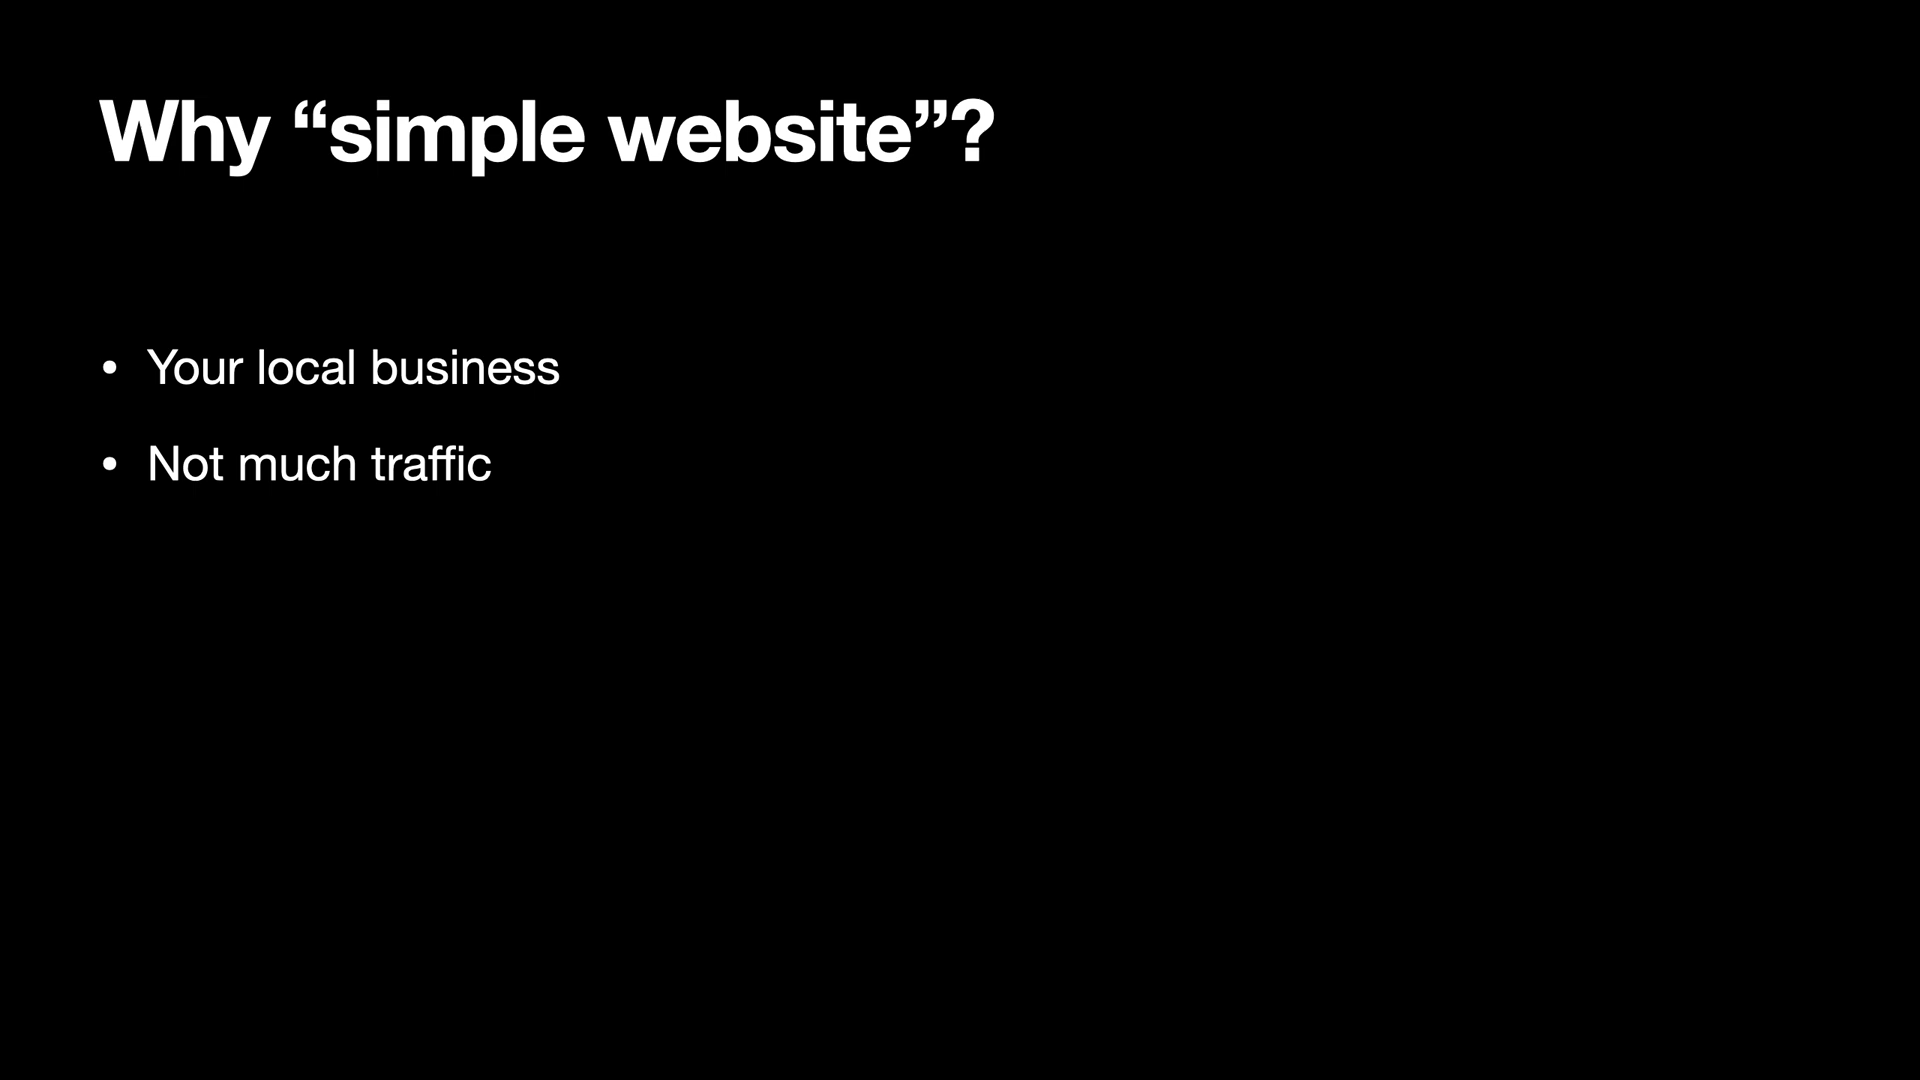 Why “simple website”?
• Your local business
• Not much traffic